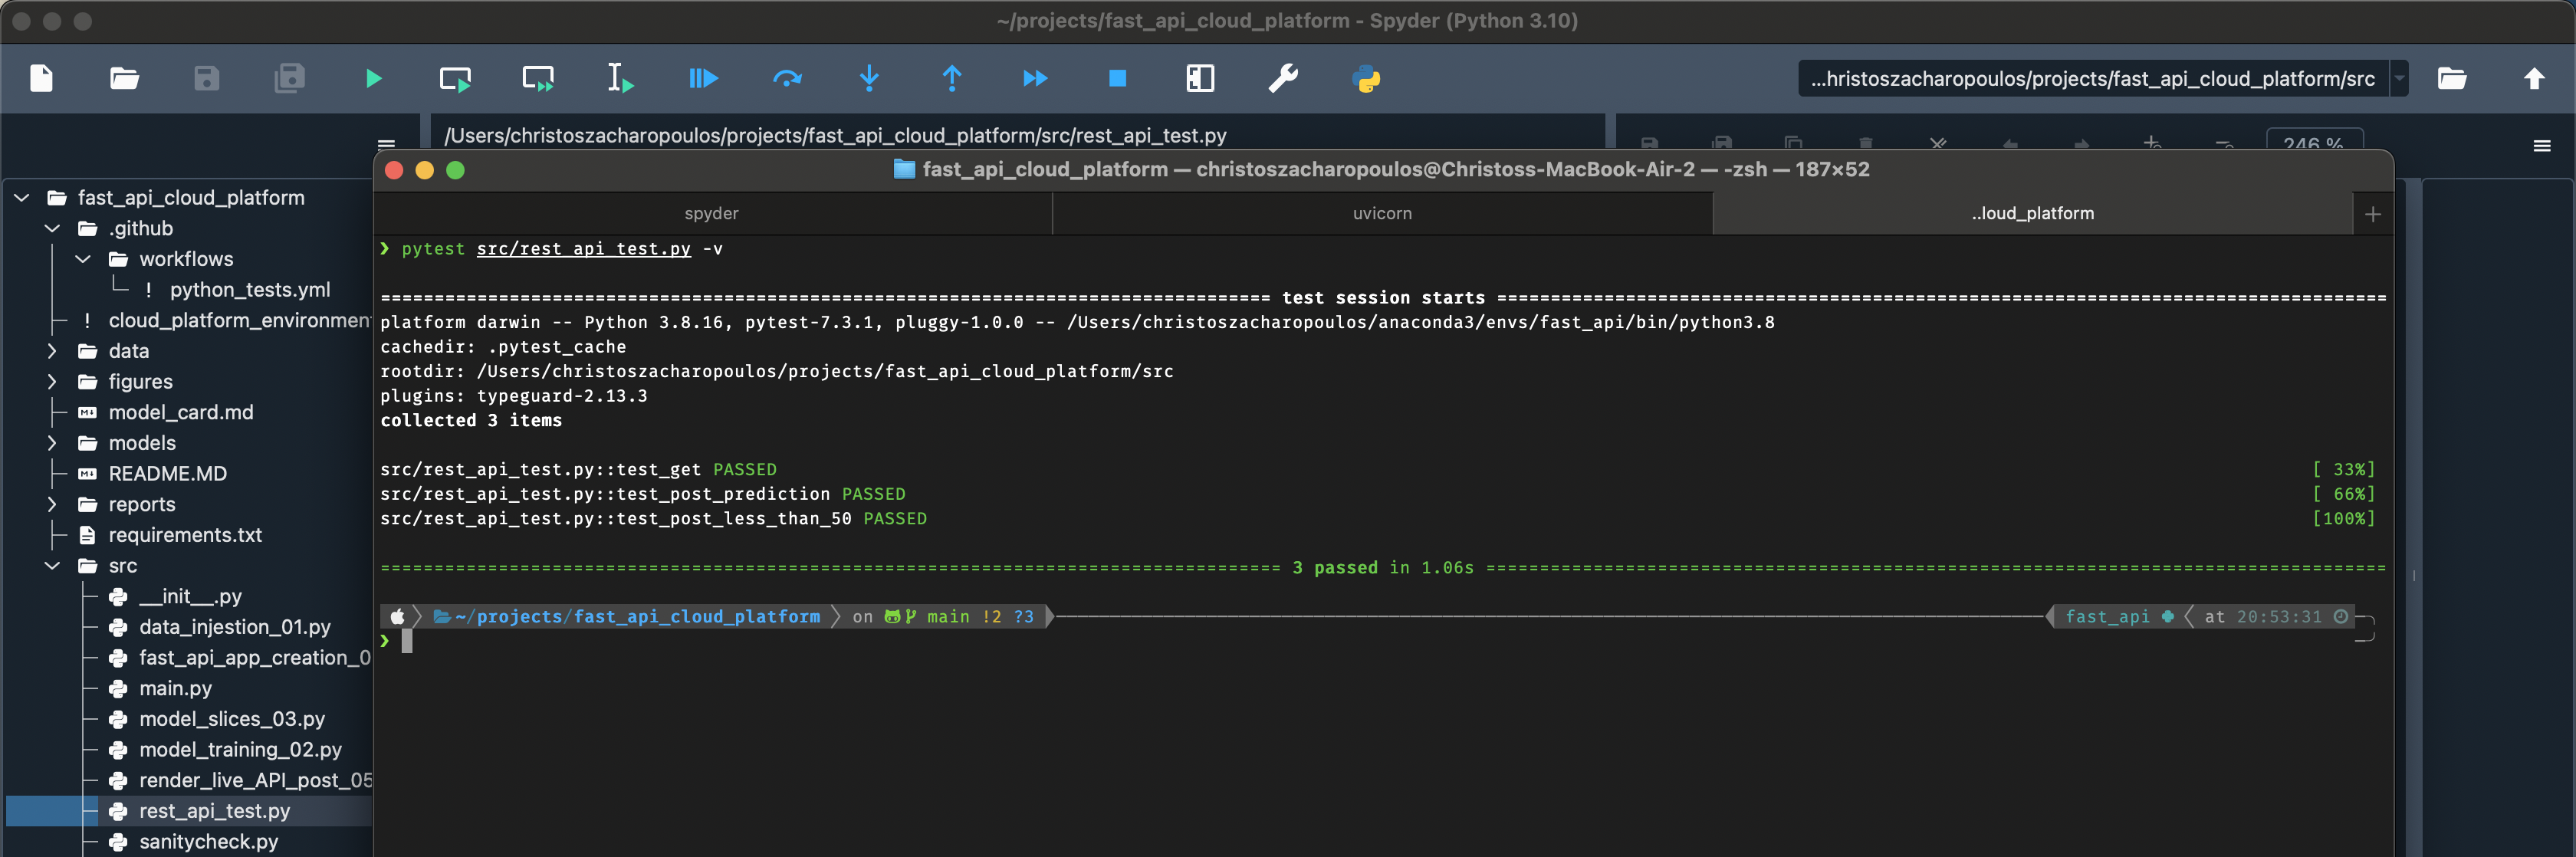 ~/projects/fast_api_cloud_platform - Spyder (Python 3.10)
...hristoszacharopoulos/projects/fast_api_cloud_platform/src
/Users/christoszacharopoulos/projects/fast_api_cloud_platform/src/rest_api_test.py
246 %
fast_api_cloud_platform — christoszacharopoulos@Christoss-MacBook-Air-2 — -zsh — 187×52
spyder
uvicorn
..loud_platform
fast_api_cloud_platform
.github
workflows
! python_tests.yml
! cloud_platform_environmen
data
figures
model_card.md
models
README.MD
reports
requirements.txt
src
__init__.py
data_injestion_01.py
fast_api_app_creation_0
main.py
model_slices_03.py
model_training_02.py
render_live_API_post_05
rest_api_test.py
sanitycheck.py
❯ pytest src/rest_api_test.py -v
=== test session starts ===
platform darwin -- Python 3.8.16, pytest-7.3.1, pluggy-1.0.0 -- /Users/christoszacharopoulos/anaconda3/envs/fast_api/bin/python3.8
cachedir: .pytest_cache
rootdir: /Users/christoszacharopoulos/projects/fast_api_cloud_platform/src
plugins: typeguard-2.13.3
collected 3 items
src/rest_api_test.py::test_get PASSED [ 33%]
src/rest_api_test.py::test_post_prediction PASSED [ 66%]
src/rest_api_test.py::test_post_less_than_50 PASSED [100%]
=== 3 passed in 1.06s ===
~/projects/fast_api_cloud_platform on main !2 ?3 fast_api at 20:53:31
❯